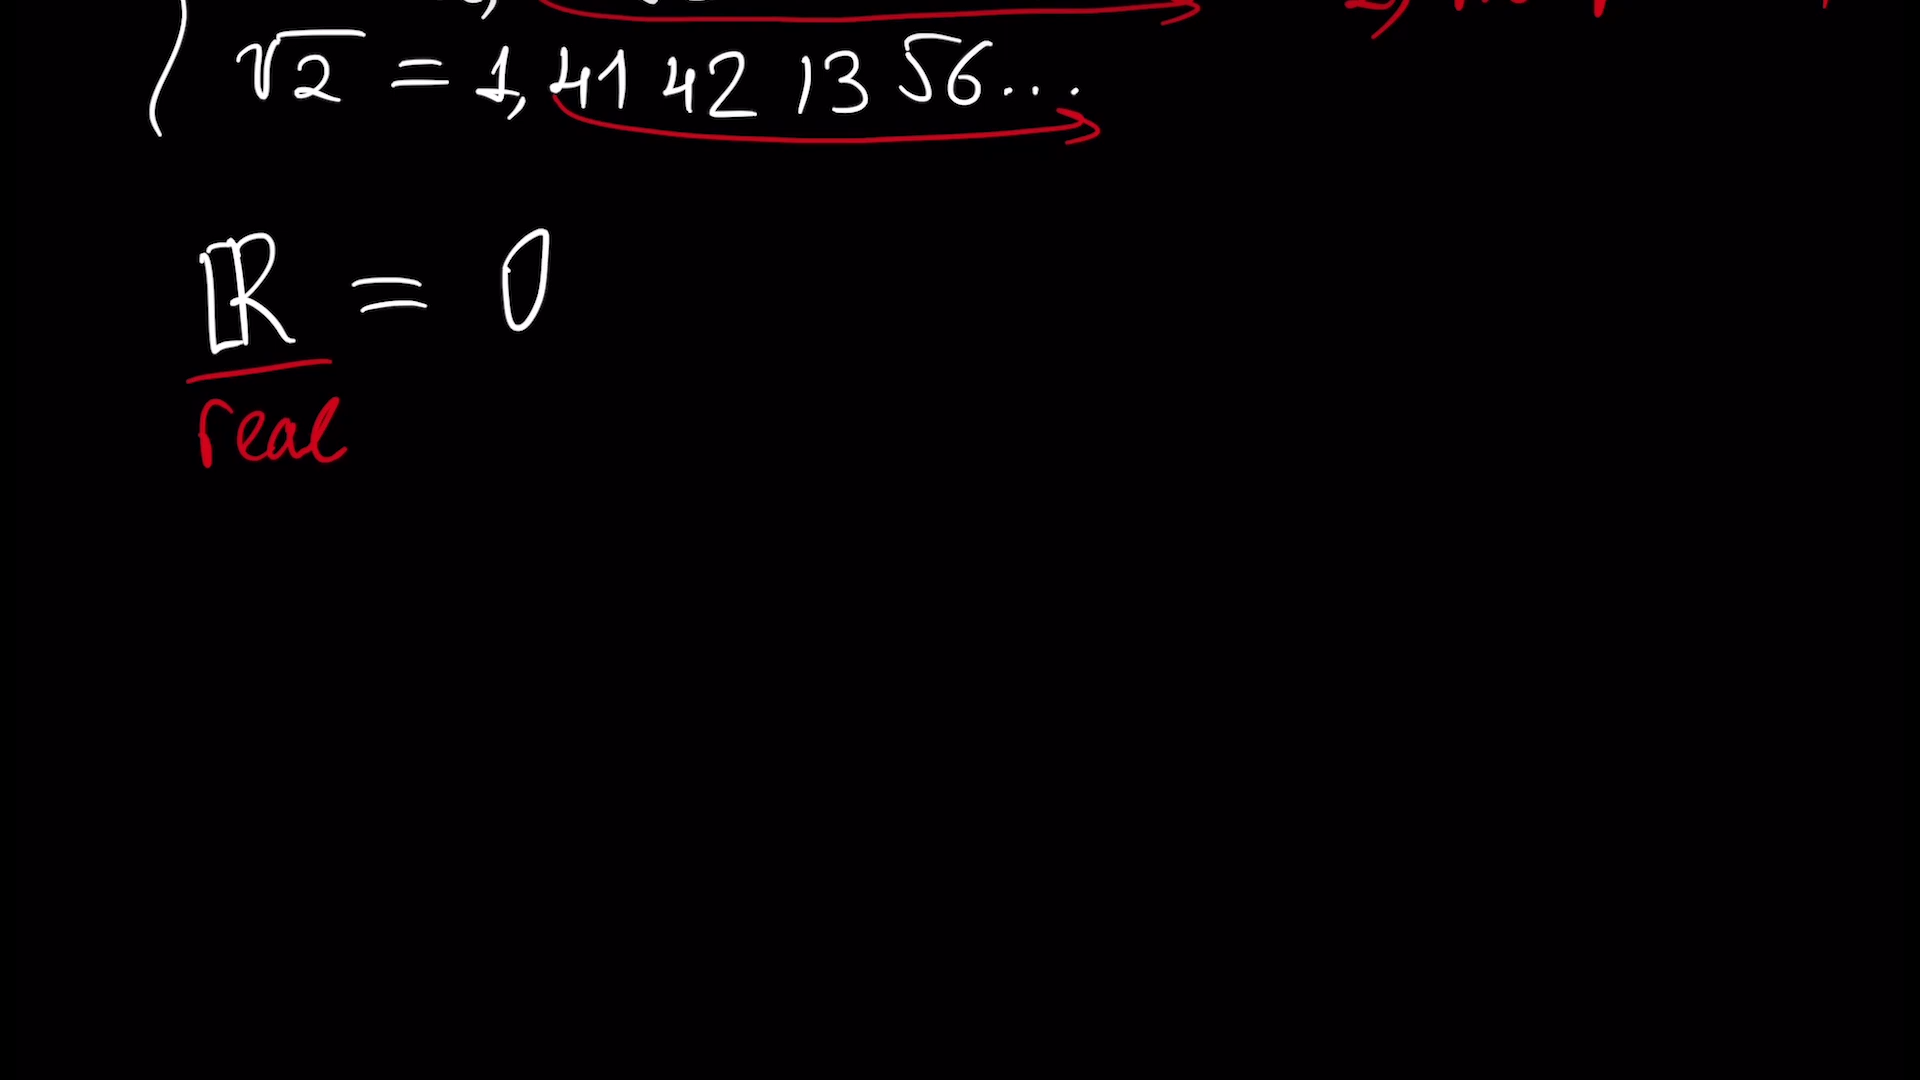 √2 = 1,41 42 13 56...
ℝ = 0
real